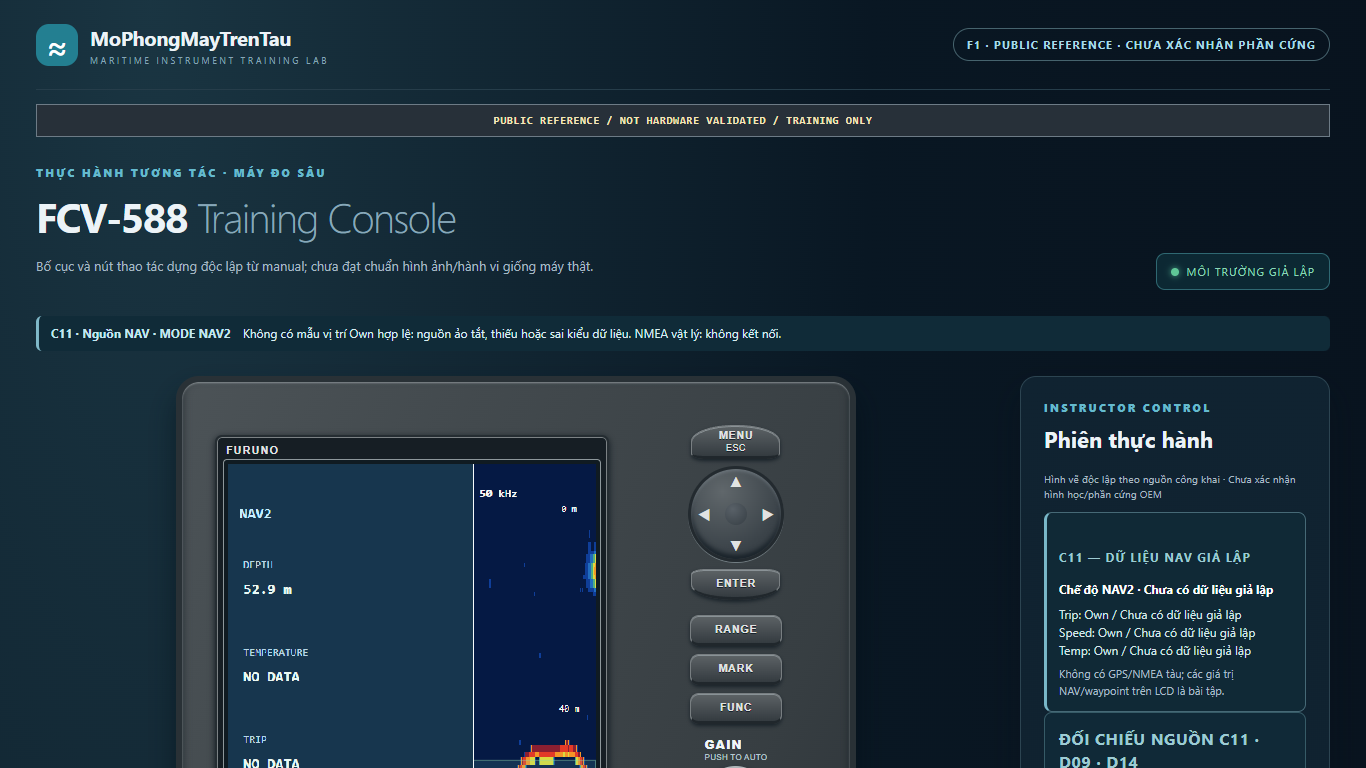 MoPhongMayTrenTau
MARITIME INSTRUMENT TRAINING LAB
F1 · PUBLIC REFERENCE · CHƯA XÁC NHẬN PHẦN CỨNG
PUBLIC REFERENCE / NOT HARDWARE VALIDATED / TRAINING ONLY
THỰC HÀNH TƯƠNG TÁC · MÁY ĐO SÂU
FCV-588 Training Console
Bố cục và nút thao tác dựng độc lập từ manual; chưa đạt chuẩn hình ảnh/hành vi giống máy thật.
MÔI TRƯỜNG GIẢ LẬP
C11 · Nguồn NAV · MODE NAV2 Không có mẫu vị trí Own hợp lệ: nguồn ảo tắt, thiếu hoặc sai kiểu dữ liệu. NMEA vật lý: không kết nối.
FURUNO
NAV2
DEPTH
52.9 m
TEMPERATURE
NO DATA
TRIP
NO DATA
50 kHz
0 m
40 m
MENU
ESC
ENTER
RANGE
MARK
FUNC
GAIN
PUSH TO AUTO
INSTRUCTOR CONTROL
Phiên thực hành
Hình vẽ độc lập theo nguồn công khai · Chưa xác nhận
hình học/phần cứng OEM
C11 — DỮ LIỆU NAV GIẢ LẬP
Chế độ NAV2 · Chưa có dữ liệu giả lập
Trip: Own / Chưa có dữ liệu giả lập
Speed: Own / Chưa có dữ liệu giả lập
Temp: Own / Chưa có dữ liệu giả lập
Không có GPS/NMEA tàu; các giá trị
NAV/waypoint trên LCD là bài tập.
ĐỐI CHIẾU NGUỒN C11 ·
D09 · D14